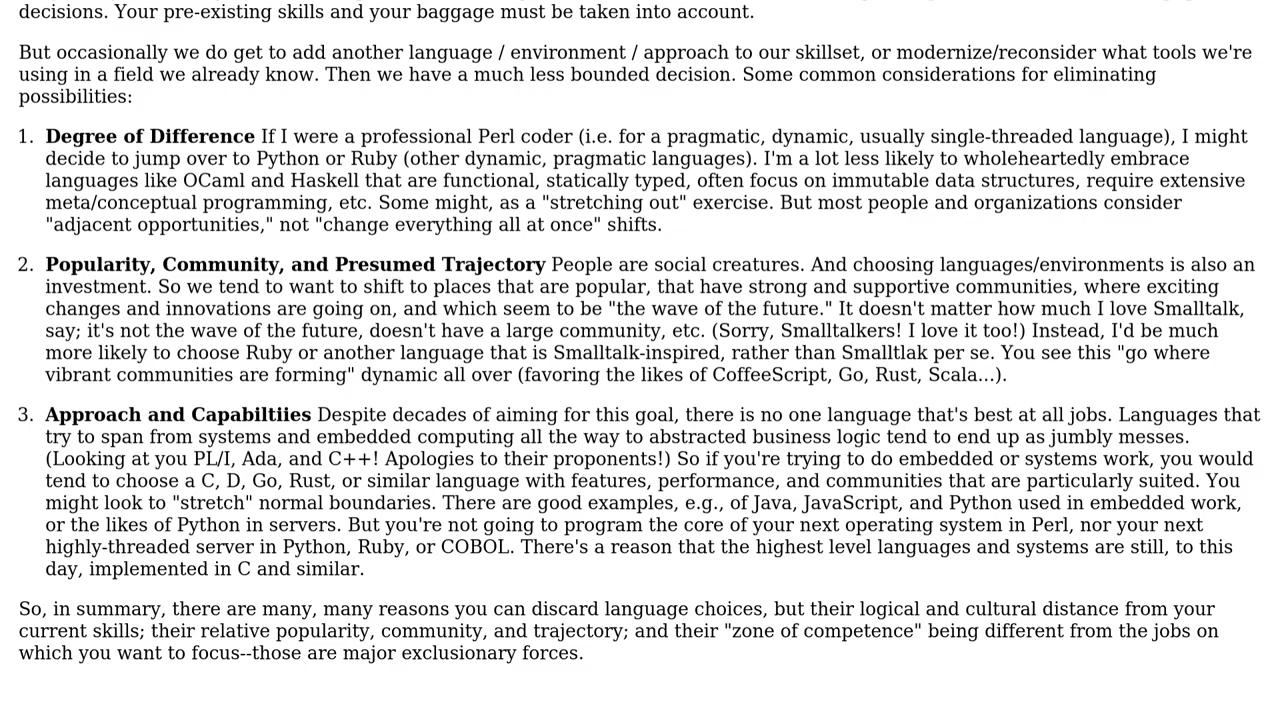 decisions. Your pre-existing skills and your baggage must be taken into account.
But occasionally we do get to add another language / environment / approach to our skillset, or modernize/reconsider what tools we're
using in a field we already know. Then we have a much less bounded decision. Some common considerations for eliminating
possibilities:
1. Degree of Difference If I were a professional Perl coder (i.e. for a pragmatic, dynamic, usually single-threaded language), I might
decide to jump over to Python or Ruby (other dynamic, pragmatic languages). I'm a lot less likely to wholeheartedly embrace
languages like OCaml and Haskell that are functional, statically typed, often focus on immutable data structures, require extensive
meta/conceptual programming, etc. Some might, as a "stretching out" exercise. But most people and organizations consider
"adjacent opportunities," not "change everything all at once" shifts.
2. Popularity, Community, and Presumed Trajectory People are social creatures. And choosing languages/environments is also an
investment. So we tend to want to shift to places that are popular, that have strong and supportive communities, where exciting
changes and innovations are going on, and which seem to be "the wave of the future." It doesn't matter how much I love Smalltalk,
say; it's not the wave of the future, doesn't have a large community, etc. (Sorry, Smalltalkers! I love it too!) Instead, I'd be much
more likely to choose Ruby or another language that is Smalltalk-inspired, rather than Smalltlak per se. You see this "go where
vibrant communities are forming" dynamic all over (favoring the likes of CoffeeScript, Go, Rust, Scala...).
3. Approach and Capabiltiies Despite decades of aiming for this goal, there is no one language that's best at all jobs. Languages that
try to span from systems and embedded computing all the way to abstracted business logic tend to end up as jumbly messes.
(Looking at you PL/I, Ada, and C++! Apologies to their proponents!) So if you're trying to do embedded or systems work, you would
tend to choose a C, D, Go, Rust, or similar language with features, performance, and communities that are particularly suited. You
might look to "stretch" normal boundaries. There are good examples, e.g., of Java, JavaScript, and Python used in embedded work,
or the likes of Python in servers. But you're not going to program the core of your next operating system in Perl, nor your next
highly-threaded server in Python, Ruby, or COBOL. There's a reason that the highest level languages and systems are still, to this
day, implemented in C and similar.
So, in summary, there are many, many reasons you can discard language choices, but their logical and cultural distance from your
current skills; their relative popularity, community, and trajectory; and their "zone of competence" being different from the jobs on
which you want to focus--those are major exclusionary forces.